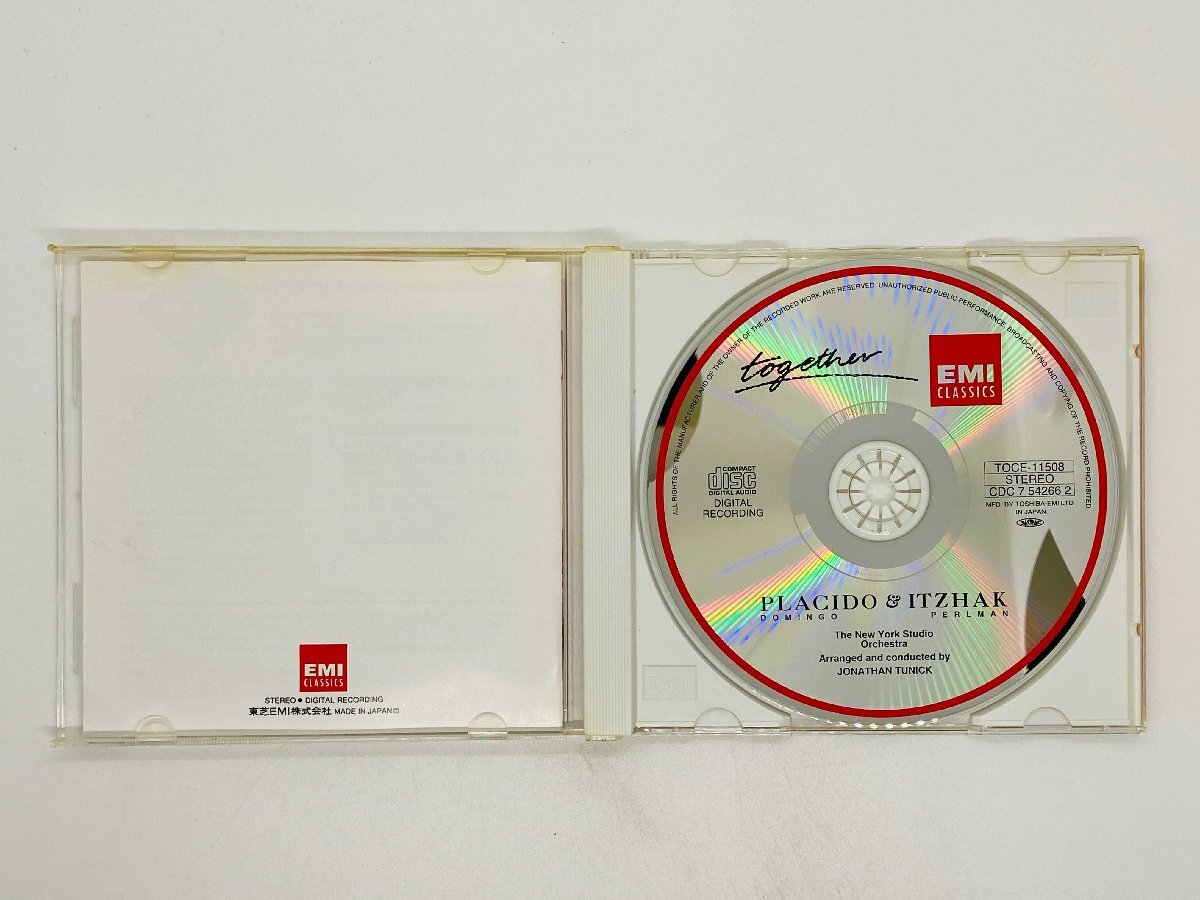 EMI
CLASSICS
STEREO ● DIGITAL RECORDING
東芝EMI株式会社 MADE IN JAPAN
ALL RIGHTS OF THE MANUFACTURER AND OF THE OWNER OF THE RECORDED WORK ARE RESERVED. UNAUTHORIZED PUBLIC PERFORMANCE, BROADCASTING AND COPYING OF THE RECORD PROHIBITED.
together
EMI
CLASSICS
COMPACT
disc
DIGITAL AUDIO
DIGITAL
RECORDING
TOCE-11508
STEREO
CDC 7 54266 2
MFD. BY TOSHIBA-EMI LTD.
IN JAPAN.
PLACIDO & ITZHAK
DOMINGO PERLMAN
The New York Studio
Orchestra
Arranged and conducted by
JONATHAN TUNICK